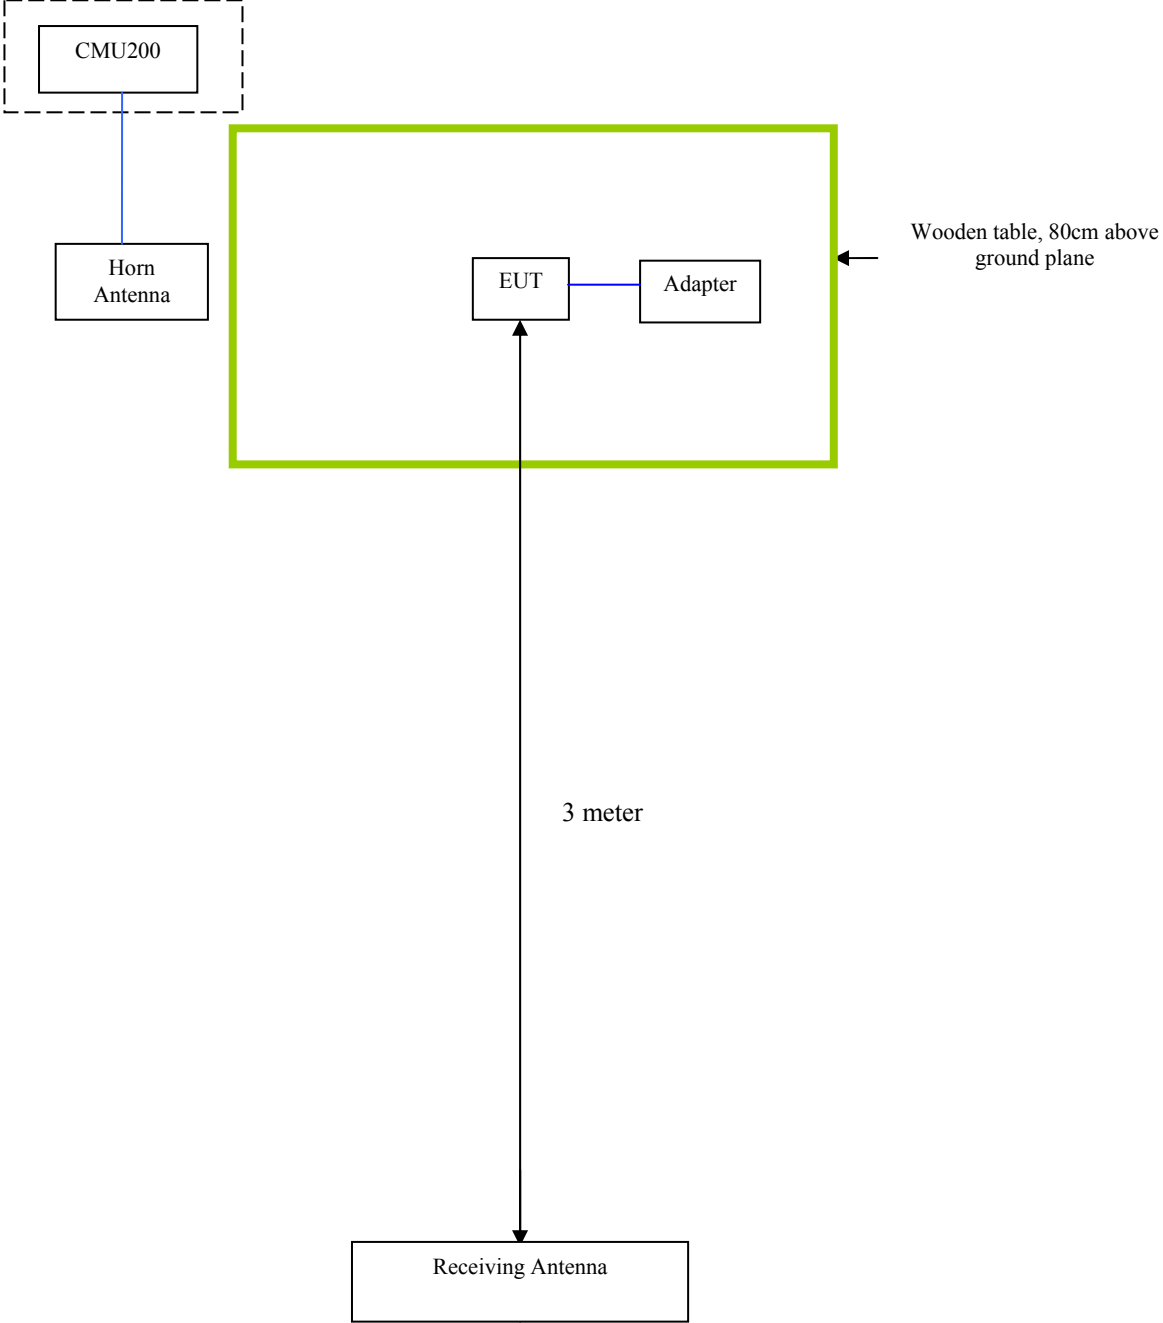 CMU200
Wooden table, 80cm above
ground plane
Horn
Antenna
EUT
Adapter
3 meter
Receiving Antenna